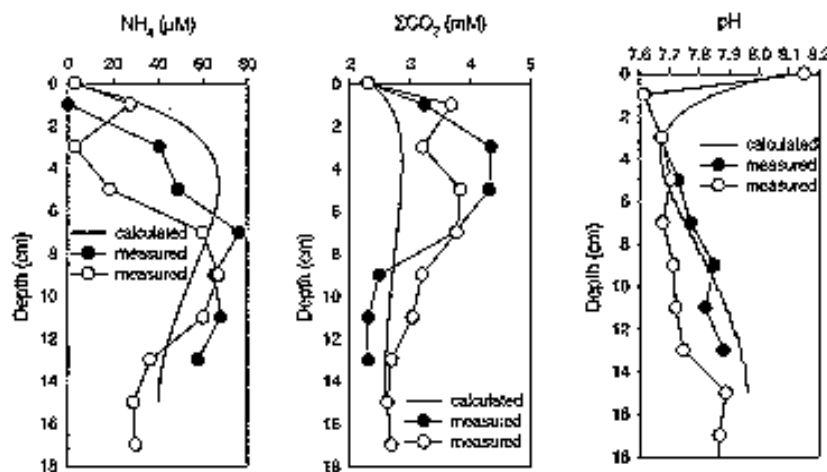 NH₄ (μM)
0 20 40 60 80
0
2
4
6
8
10
12
14
16
18
Depth (cm)
calculated
measured
measured
ΣCO₂ (mM)
2 3 4 5
0
2
4
6
8
10
12
14
16
18
Depth (cm)
calculated
measured
measured
pH
7.6 7.7 7.8 7.9 8.0 8.1 8.2
0
2
4
6
8
10
12
14
16
18
Depth (cm)
calculated
measured
measured